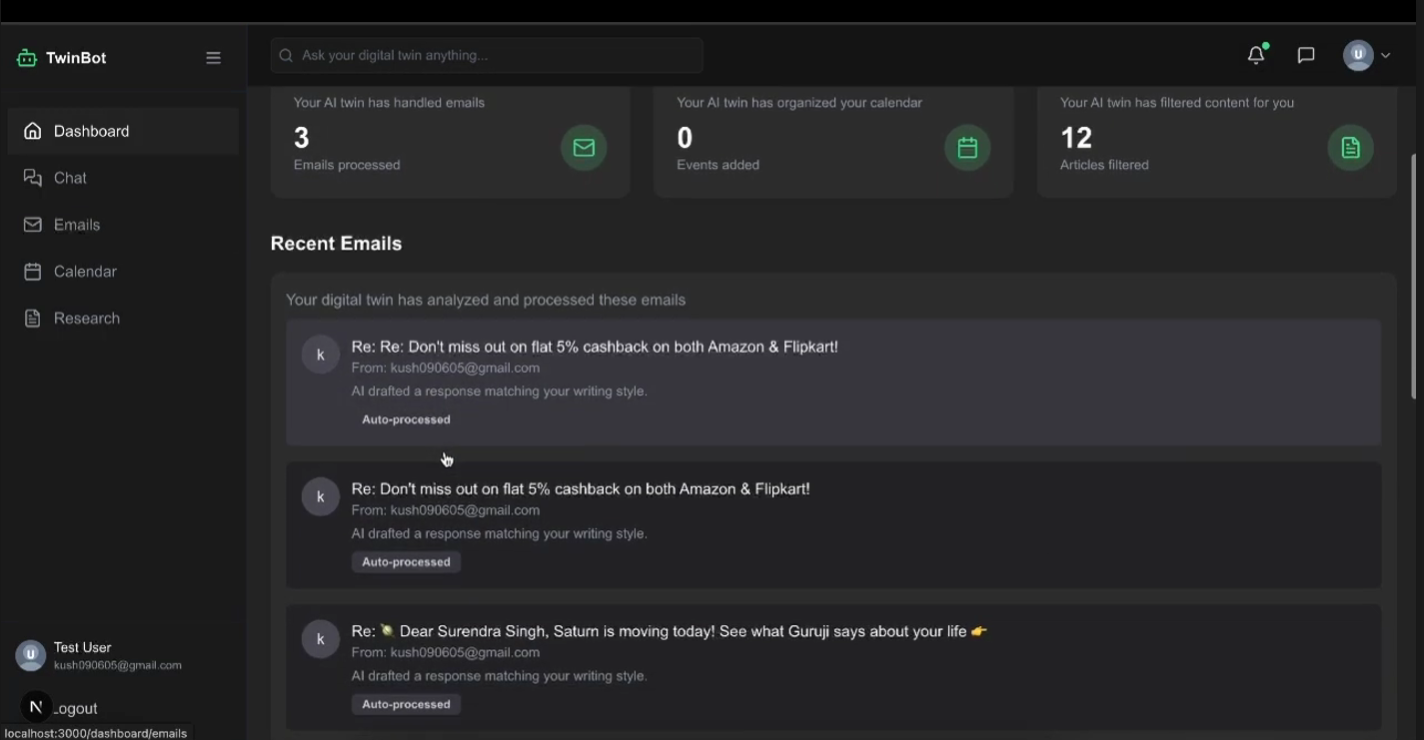 TwinBot
Ask your digital twin anything...
U
Dashboard
Chat
Emails
Calendar
Research
Your AI twin has handled emails
3
Emails processed
Your AI twin has organized your calendar
0
Events added
Your AI twin has filtered content for you
12
Articles filtered
Recent Emails
Your digital twin has analyzed and processed these emails
k
Re: Re: Don't miss out on flat 5% cashback on both Amazon & Flipkart!
From: kush090605@gmail.com
AI drafted a response matching your writing style.
Auto-processed
k
Re: Don't miss out on flat 5% cashback on both Amazon & Flipkart!
From: kush090605@gmail.com
AI drafted a response matching your writing style.
Auto-processed
k
Re: 🪐 Dear Surendra Singh, Saturn is moving today! See what Guruji says about your life 👉
From: kush090605@gmail.com
AI drafted a response matching your writing style.
Auto-processed
U
Test User
kush090605@gmail.com
N
Logout
localhost:3000/dashboard/emails